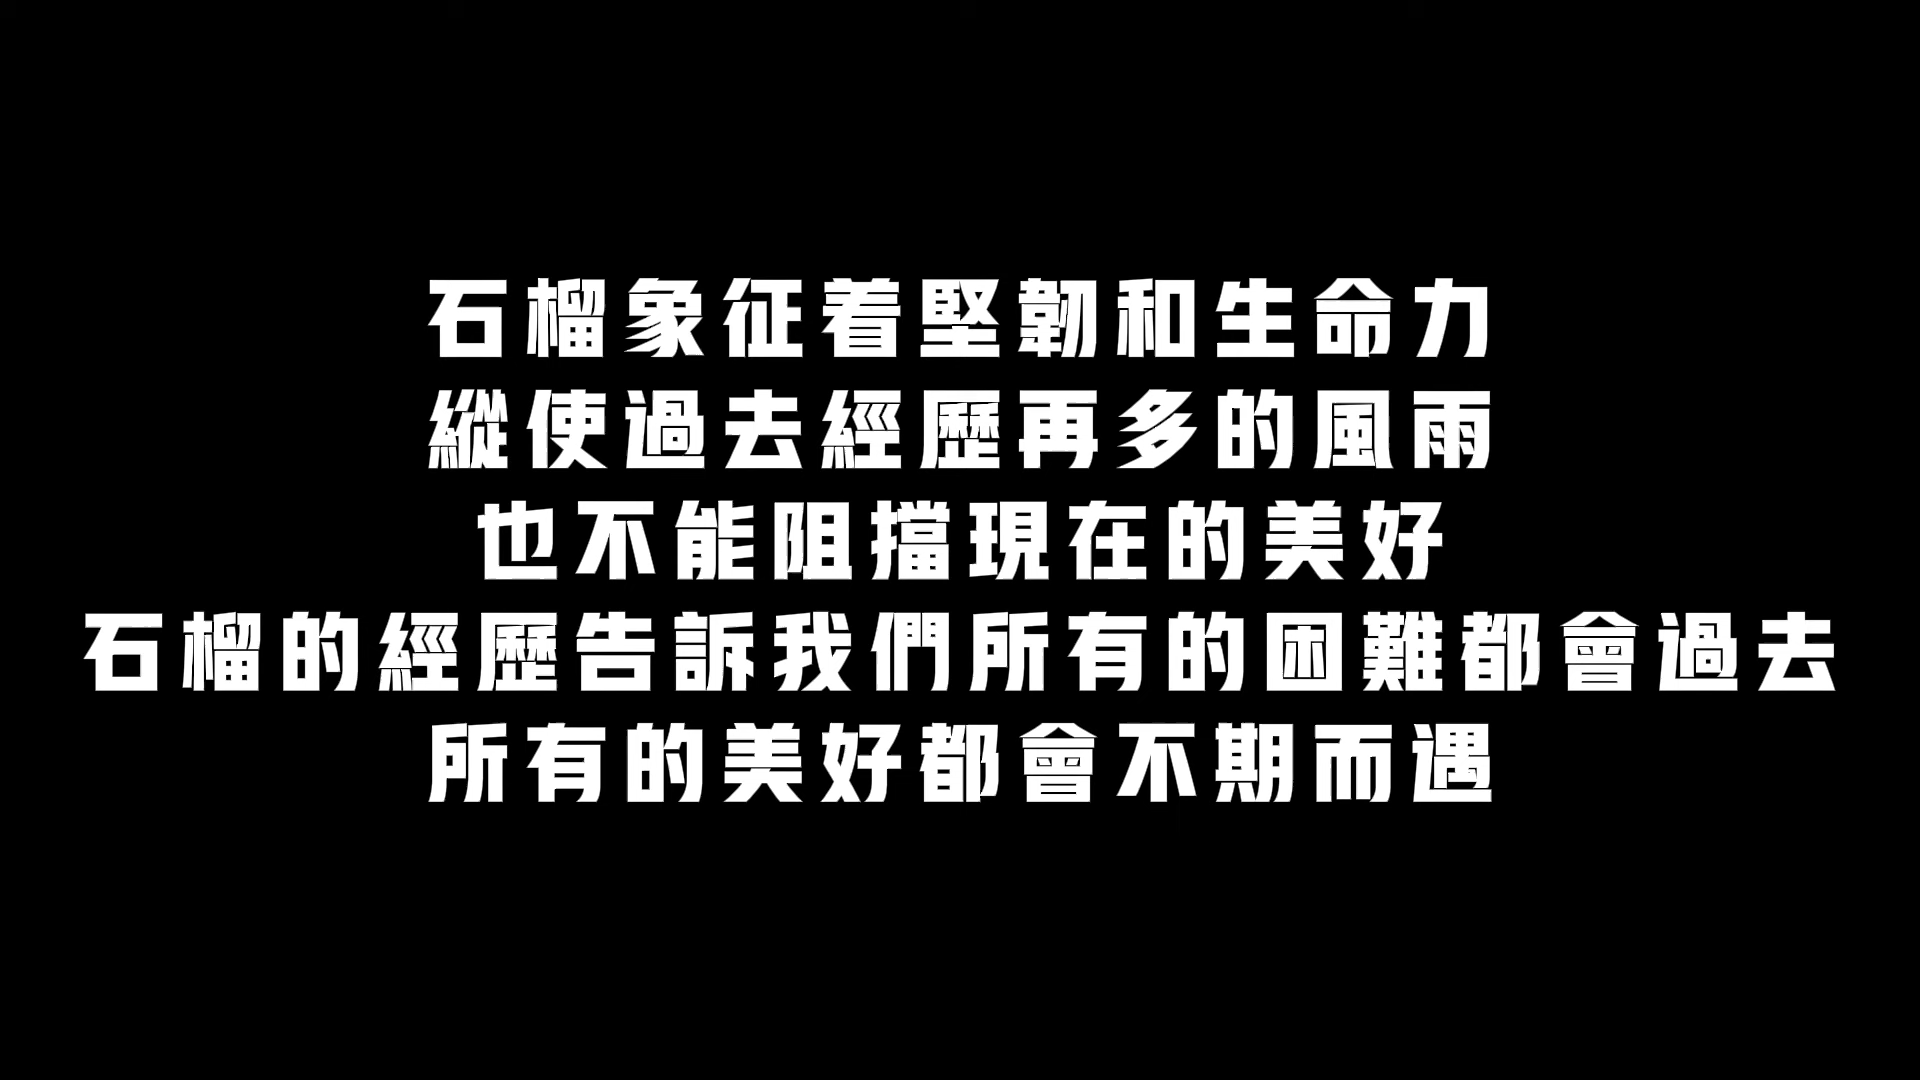 石榴象征着堅韌和生命力
縱使過去經歷再多的風雨
也不能阻擋現在的美好
石榴的經歷告訴我們所有的困難都會過去
所有的美好都會不期而遇